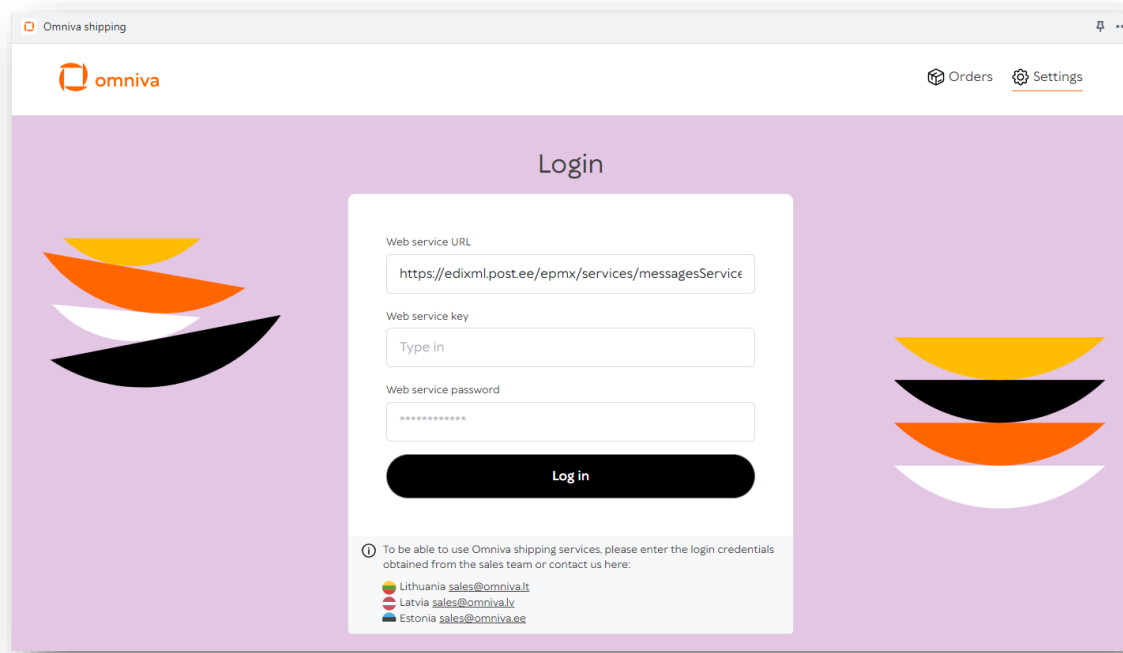 Omniva shipping
omniva
Orders
Settings
Login
Web service URL
https://edixml.post.ee/epmx/services/messagesService
Web service key
Type in
Web service password
************
Log in
To be able to use Omniva shipping services, please enter the login credentials
obtained from the sales team or contact us here:
Lithuania sales@omniva.lt
Latvia sales@omniva.lv
Estonia sales@omniva.ee